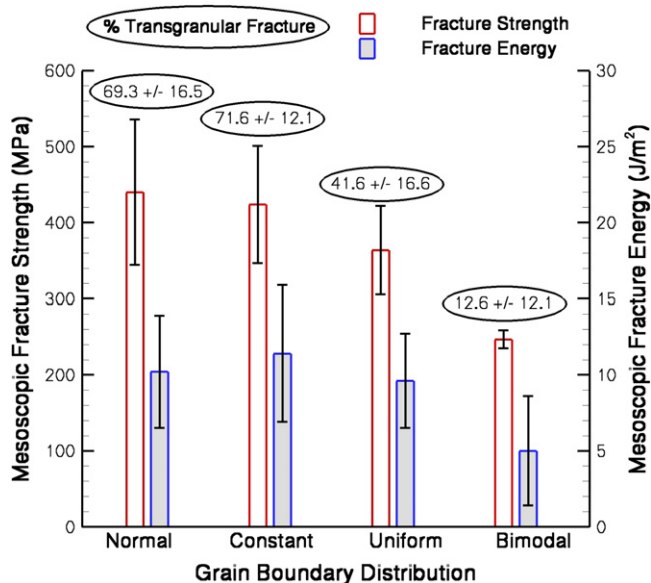 % Transgranular Fracture
Fracture Strength
Fracture Energy
600
500
400
300
200
100
0
Mesoscopic Fracture Strength (MPa)
69.3 +/- 16.5
71.6 +/- 12.1
41.6 +/- 16.6
12.6 +/- 12.1
30
25
20
15
10
5
0
Mesoscopic Fracture Energy (J/m²)
Normal Constant Uniform Bimodal
Grain Boundary Distribution